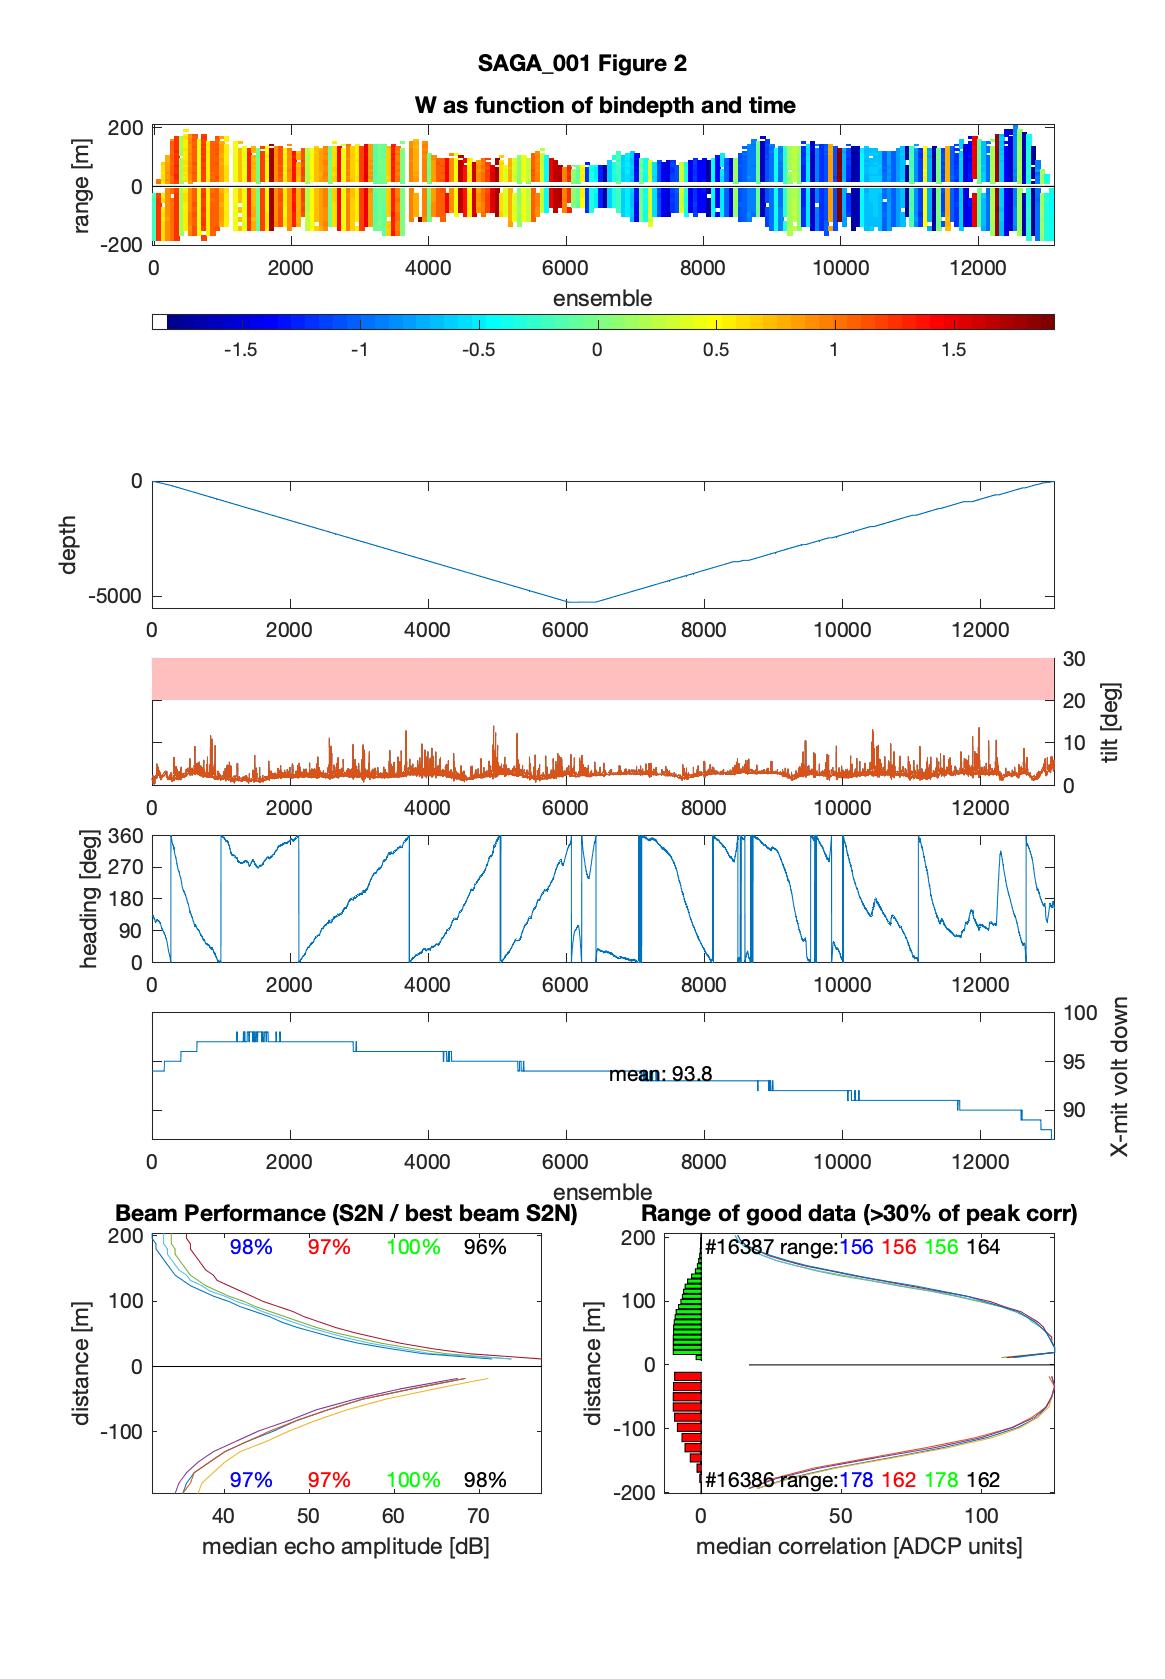 SAGA_001 Figure 2
W as function of bindepth and time
range [m]
200
0
-200
0 2000 4000 6000 8000 10000 12000
ensemble
-1.5 -1 -0.5 0 0.5 1 1.5
depth
0
-5000
0 2000 4000 6000 8000 10000 12000
tilt [deg]
30
20
10
0
0 2000 4000 6000 8000 10000 12000
heading [deg]
360
270
180
90
0
0 2000 4000 6000 8000 10000 12000
X-mit volt down
100
95
90
mean: 93.8
0 2000 4000 6000 8000 10000 12000
ensemble
Beam Performance (S2N / best beam S2N)
distance [m]
200
100
0
-100
98% 97% 100% 96%
97% 97% 100% 98%
40 50 60 70
median echo amplitude [dB]
Range of good data (>30% of peak corr)
distance [m]
200
100
0
-100
-200
#16387 range:156 156 156 164
#16386 range:178 162 178 162
0 50 100
median correlation [ADCP units]